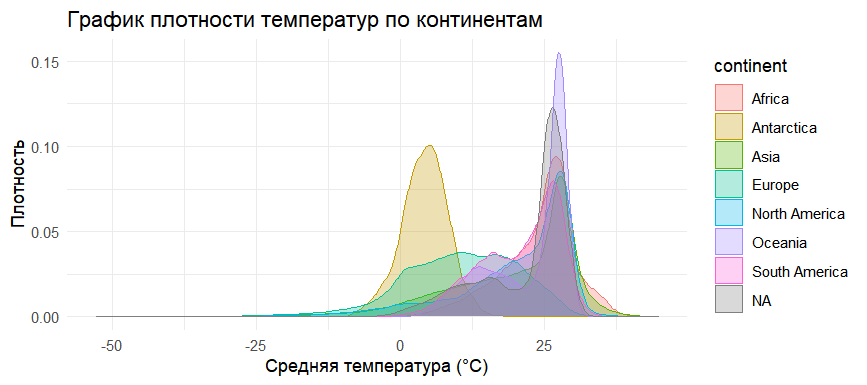 График плотности температур по континентам
Плотность
0.15
0.10
0.05
0.00
-50
-25
0
25
Средняя температура (°C)
continent
Africa
Antarctica
Asia
Europe
North America
Oceania
South America
NA